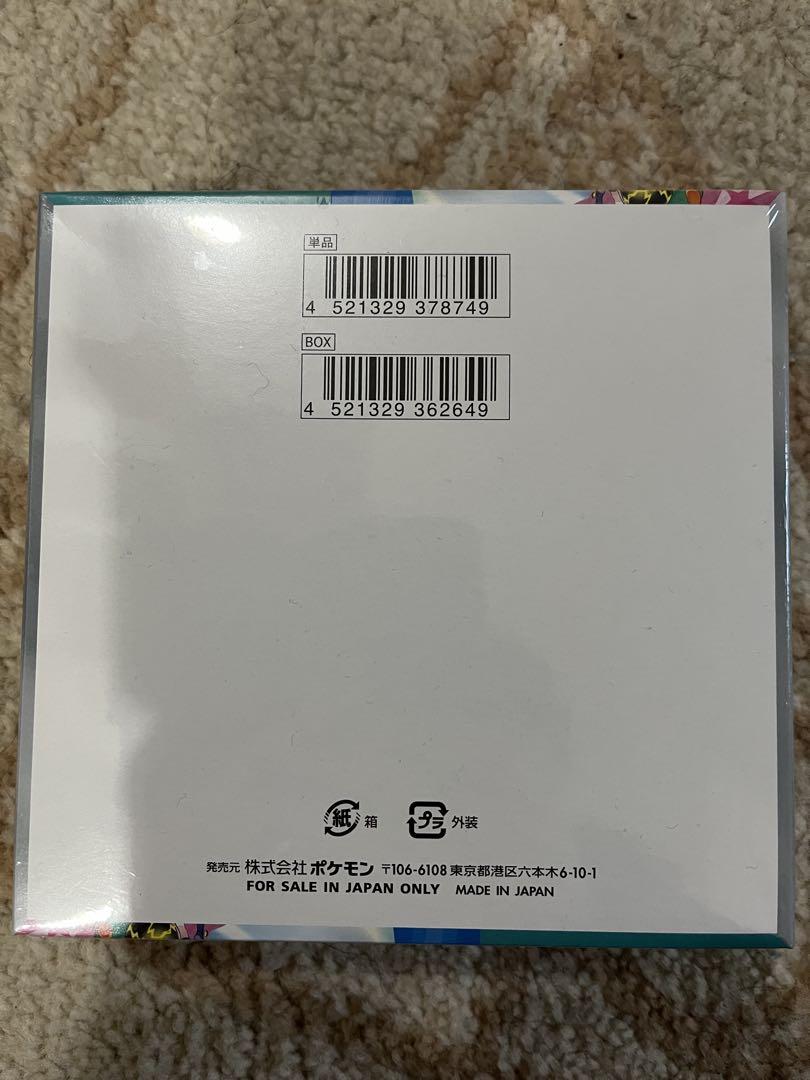 単品
4 521329 378749
BOX
4 521329 362649
紙 箱 プラ 外装
発売元 株式会社 ポケモン 〒106-6108 東京都港区六本木6-10-1
FOR SALE IN JAPAN ONLY MADE IN JAPAN